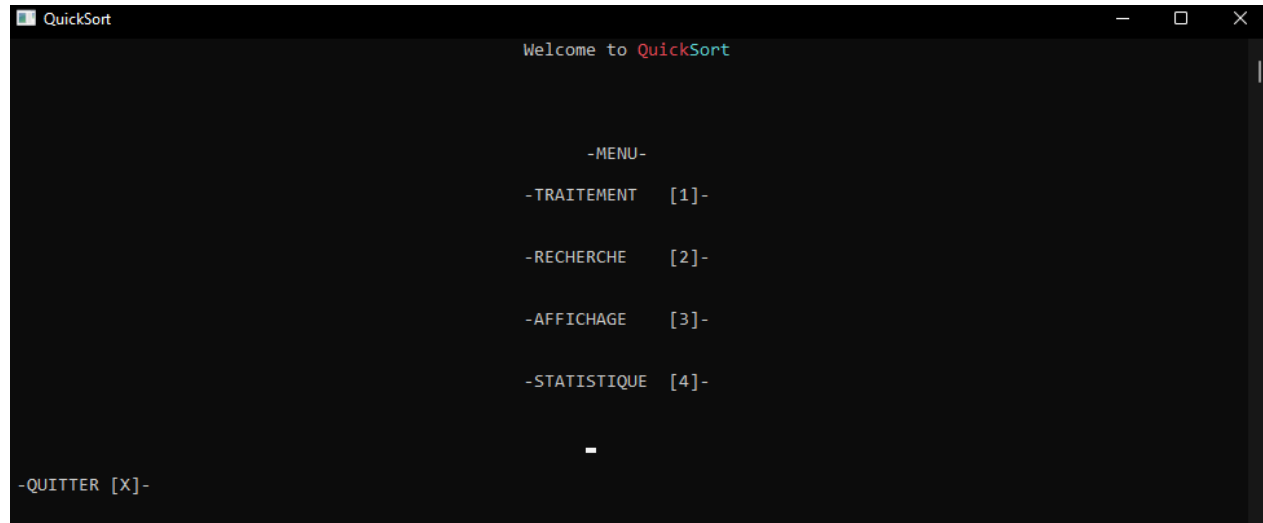 QuickSort
Welcome to QuickSort
-MENU-
-TRAITEMENT [1]-
-RECHERCHE [2]-
-AFFICHAGE [3]-
-STATISTIQUE [4]-
-QUITTER [X]-